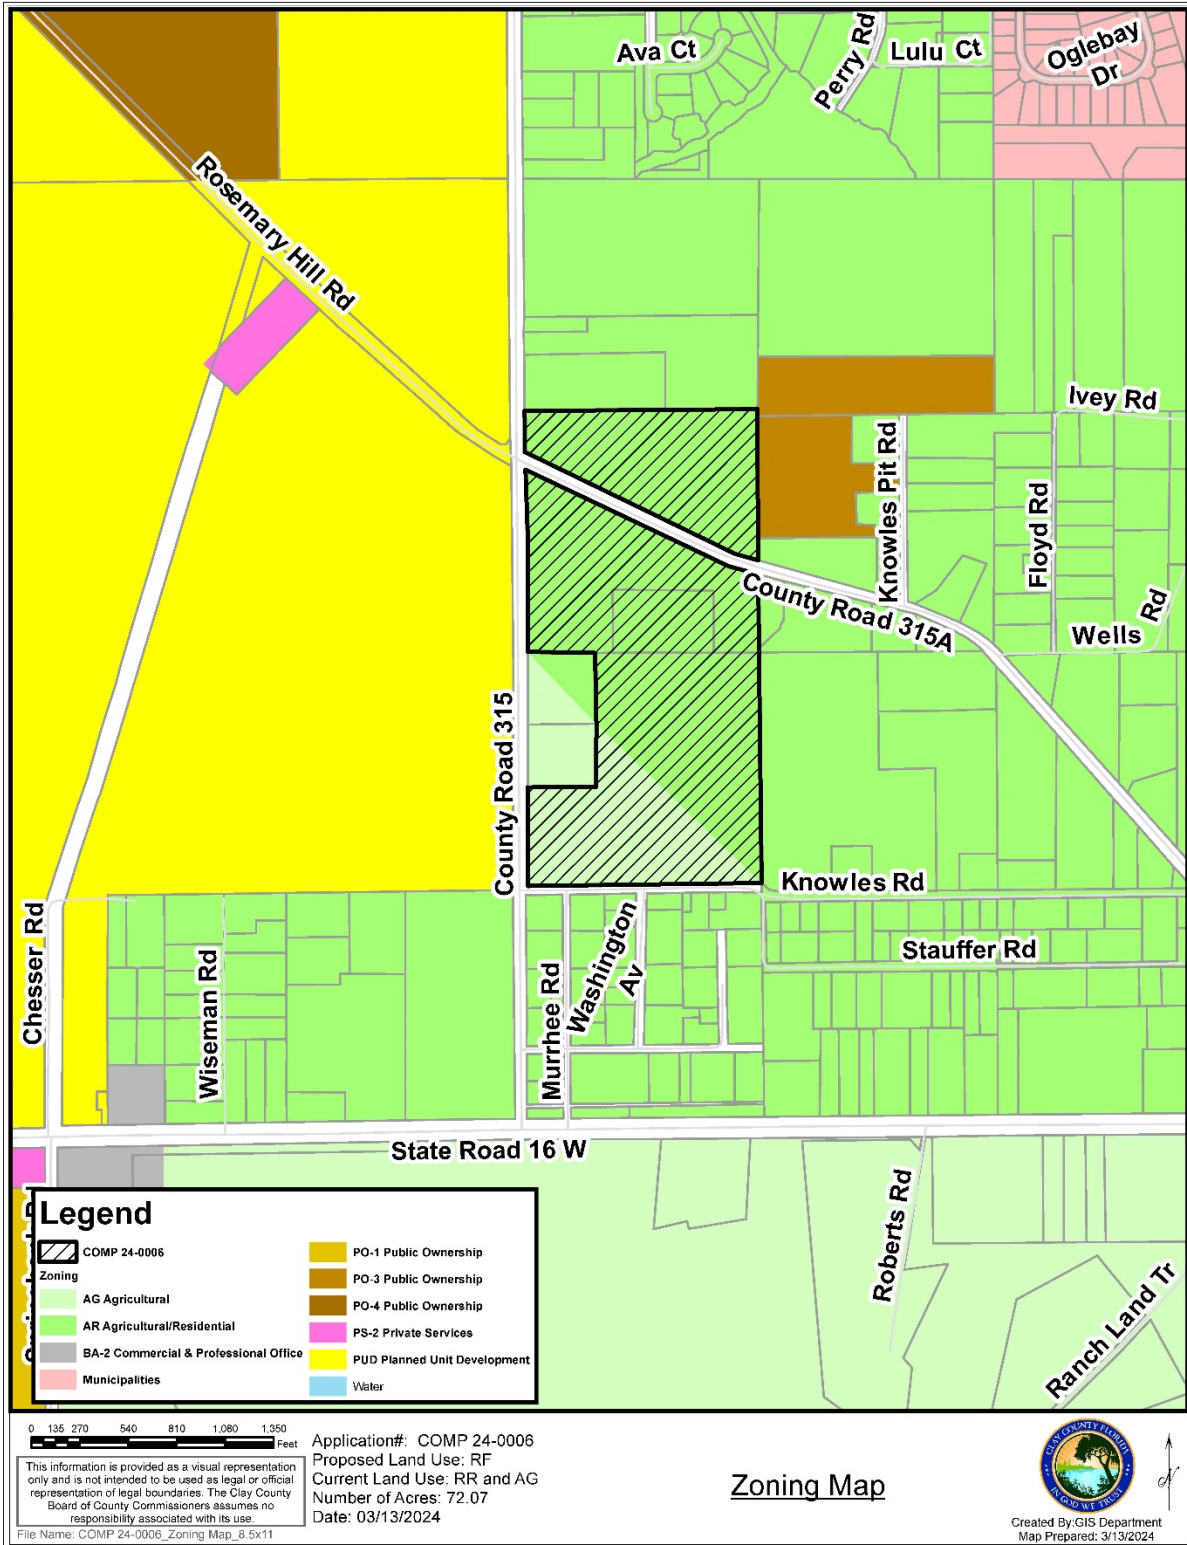 Ava Ct
Perry Rd
Lulu Ct
Oglebay
Dr
Rosemary Hill Rd
Ivey Rd
Knowles Pit Rd
Floyd Rd
County Road 315A
Wells
Rd
County Road 315
Knowles Rd
Chesser Rd
Wiseman Rd
Murrhee Rd
Washington
Av
Stauffer Rd
State Road 16 W
Roberts Rd
Ranch Land Tr
Legend
COMP 24-0006
Zoning
AG Agricultural
AR Agricultural/Residential
BA-2 Commercial & Professional Office
Municipalities
PO-1 Public Ownership
PO-3 Public Ownership
PO-4 Public Ownership
PS-2 Private Services
PUD Planned Unit Development
Water
0 135 270 540 810 1,080 1,350
Feet
This information is provided as a visual representation
only and is not intended to be used as legal or official
representation of legal boundaries. The Clay County
Board of County Commissioners assumes no
responsibility associated with its use.
File Name: COMP 24-0006_Zoning Map_8.5x11
Application#: COMP 24-0006
Proposed Land Use: RF
Current Land Use: RR and AG
Number of Acres: 72.07
Date: 03/13/2024
Zoning Map
CLAY COUNTY FLORIDA
IN GOD WE TRUST
N
Created By:GIS Department
Map Prepared: 3/13/2024